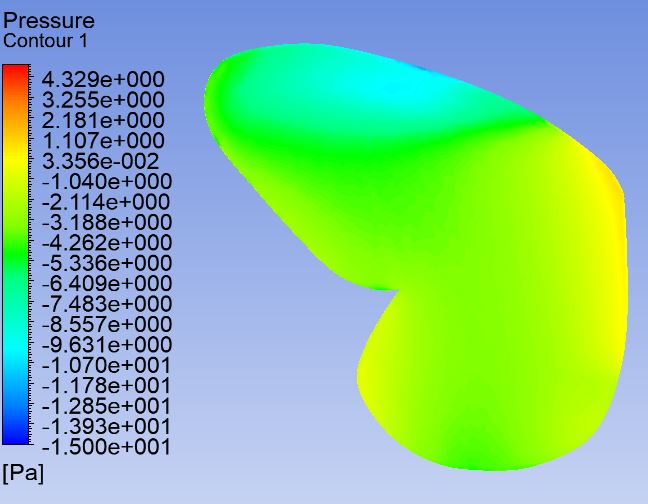 Pressure
Contour 1
4.329e+000
3.255e+000
2.181e+000
1.107e+000
3.356e-002
-1.040e+000
-2.114e+000
-3.188e+000
-4.262e+000
-5.336e+000
-6.409e+000
-7.483e+000
-8.557e+000
-9.631e+000
-1.070e+001
-1.178e+001
-1.285e+001
-1.393e+001
-1.500e+001
[Pa]